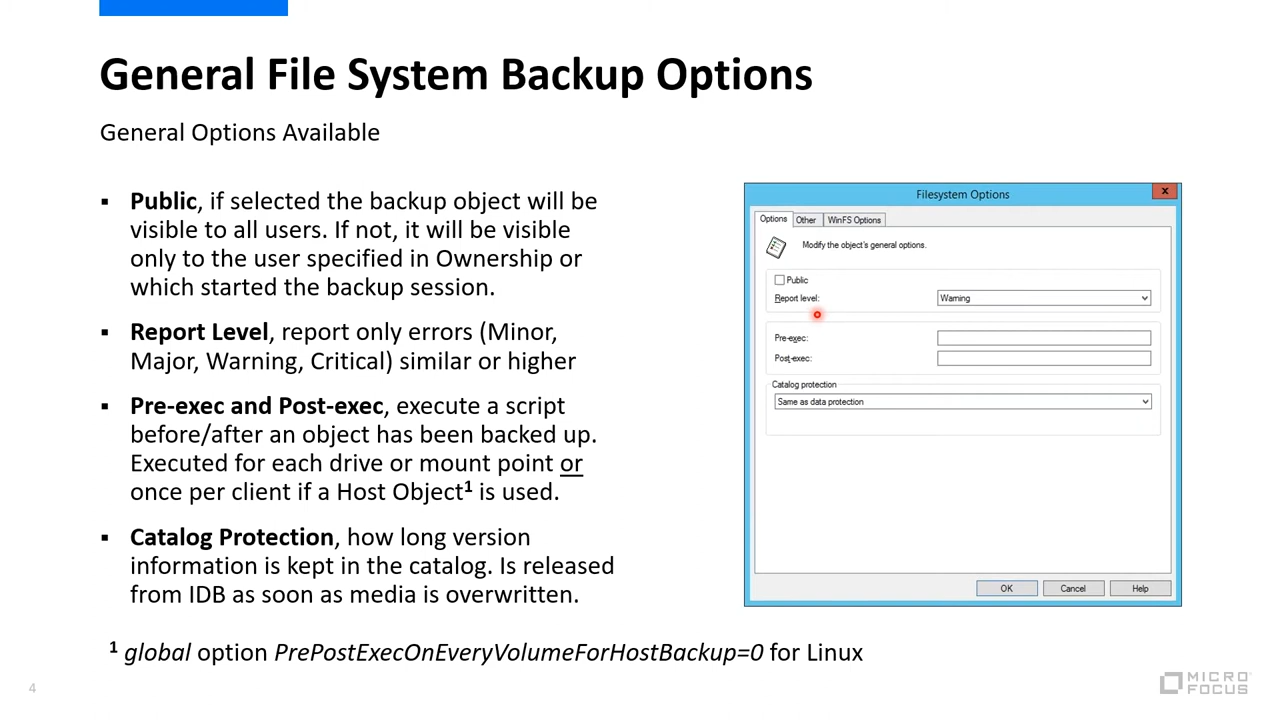 General File System Backup Options
General Options Available
▪ Public, if selected the backup object will be
visible to all users. If not, it will be visible
only to the user specified in Ownership or
which started the backup session.
▪ Report Level, report only errors (Minor,
Major, Warning, Critical) similar or higher
▪ Pre-exec and Post-exec, execute a script
before/after an object has been backed up.
Executed for each drive or mount point or
once per client if a Host Object¹ is used.
▪ Catalog Protection, how long version
information is kept in the catalog. Is released
from IDB as soon as media is overwritten.
Filesystem Options
x
Options Other WinFS Options
Modify the object's general options.
Public
Report level: Warning
Pre-exec:
Post-exec:
Catalog protection
Same as data protection
OK Cancel Help
¹ global option PrePostExecOnEveryVolumeForHostBackup=0 for Linux
4
MICRO
FOCUS